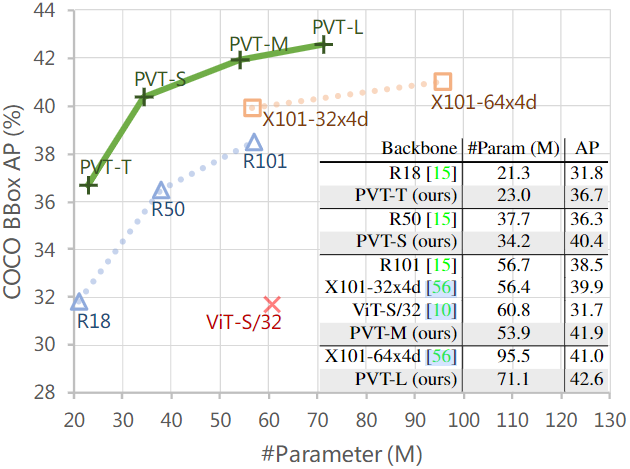 COCO BBox AP (%)
44
42
40
38
36
34
32
30
28
PVT-L
PVT-M
PVT-S
X101-64x4d
X101-32x4d
R101
PVT-T
R50
R18
ViT-S/32
Backbone #Param (M) AP
R18 [15] 21.3 31.8
PVT-T (ours) 23.0 36.7
R50 [15] 37.7 36.3
PVT-S (ours) 34.2 40.4
R101 [15] 56.7 38.5
X101-32x4d [56] 56.4 39.9
ViT-S/32 [10] 60.8 31.7
PVT-M (ours) 53.9 41.9
X101-64x4d [56] 95.5 41.0
PVT-L (ours) 71.1 42.6
20 30 40 50 60 70 80 90 100 110 120 130
#Parameter (M)